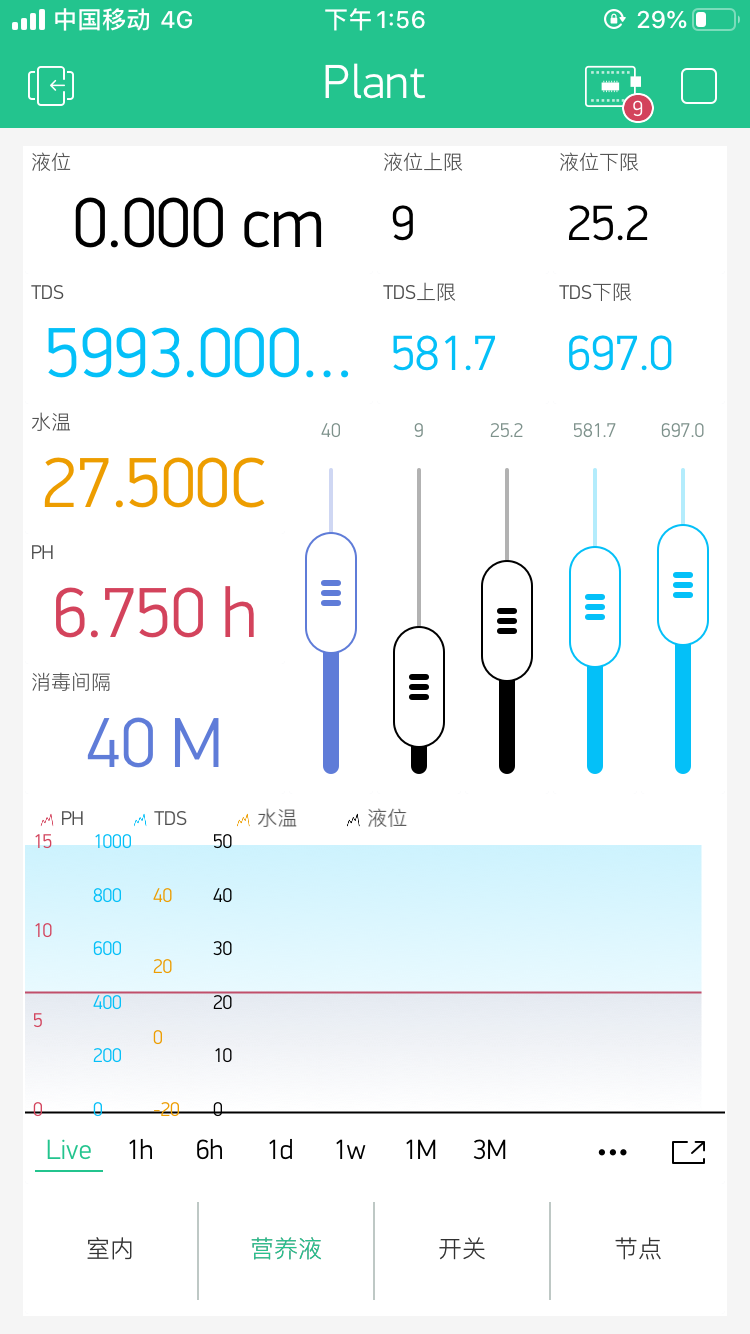 中国移动 4G 下午1:56 29%
Plant
9
液位 液位上限 液位下限
0.000 cm 9 25.2
TDS TDS上限 TDS下限
5993.000... 581.7 697.0
水温
40 9 25.2 581.7 697.0
27.500C
PH
6.750 h
消毒间隔
40 M
PH TDS 水温 液位
15 1000 50
800 40 40
10
600 30
20
400 20
5
0
200 10
0 0 -20 0
Live 1h 6h 1d 1w 1M 3M
室内 营养液 开关 节点